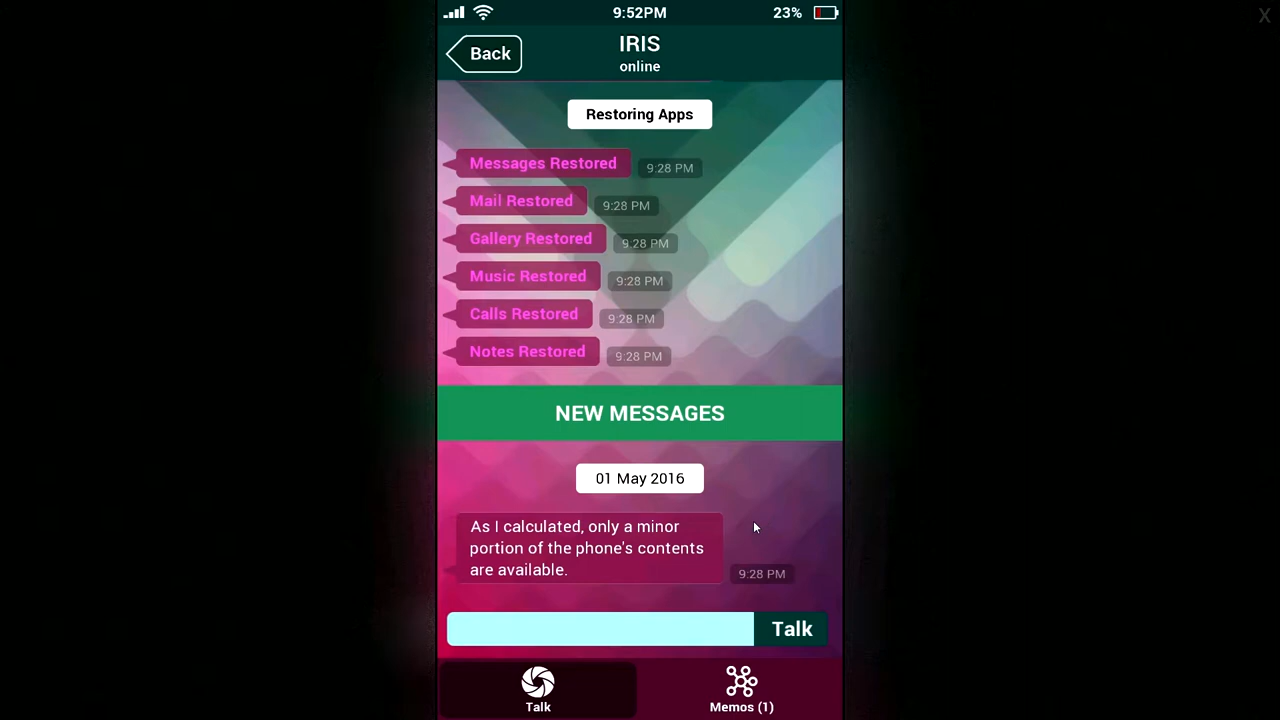 9:52PM
23%
X
Back
IRIS
online
Restoring Apps
Messages Restored
9:28 PM
Mail Restored
9:28 PM
Gallery Restored
9:28 PM
Music Restored
9:28 PM
Calls Restored
9:28 PM
Notes Restored
9:28 PM
NEW MESSAGES
01 May 2016
As I calculated, only a minor
portion of the phone's contents
are available.
9:28 PM
Talk
Talk
Memos (1)